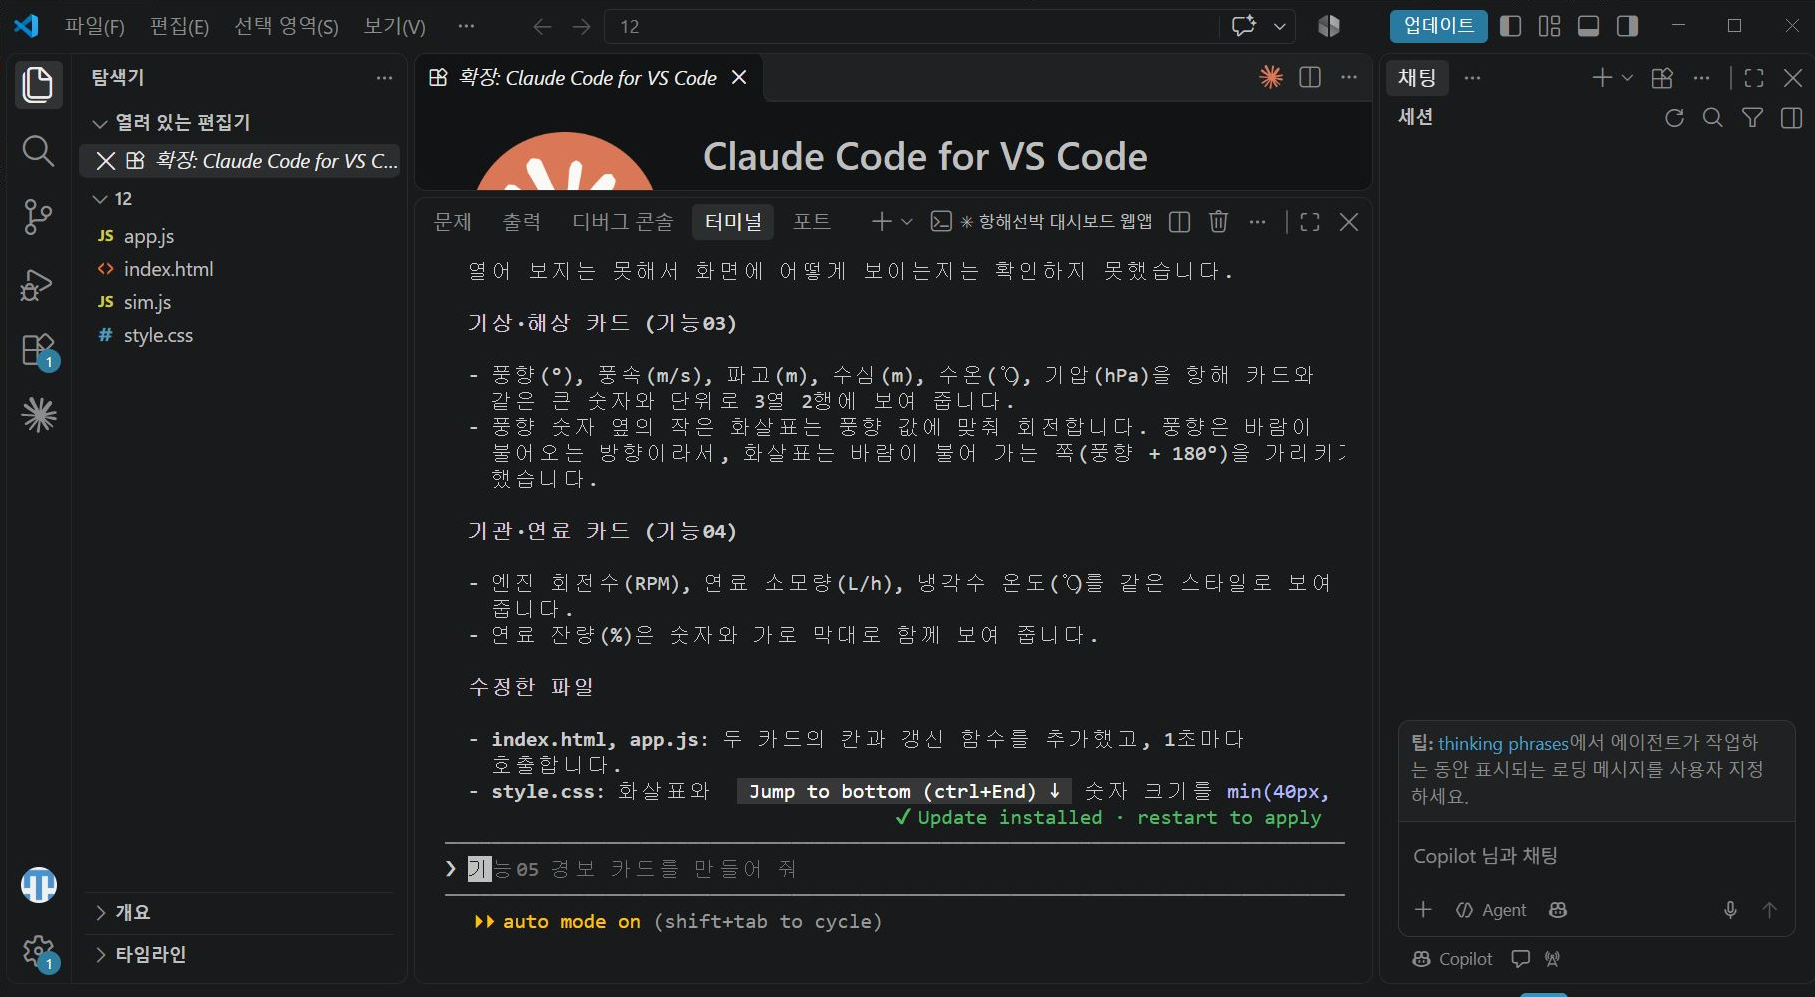 파일(F) 편집(E) 선택 영역(S) 보기(V) ··· 12 업데이트
탐색기
열려 있는 편집기
확장: Claude Code for VS C...
12
JS app.js
<> index.html
JS sim.js
# style.css
1
개요
타임라인
1
확장: Claude Code for VS Code
Claude Code for VS Code
문제 출력 디버그 콘솔 터미널 포트 항해선박 대시보드 웹앱
열어 보지는 못해서 화면에 어떻게 보이는지는 확인하지 못했습니다.
기상·해상 카드 (기능03)
- 풍향(°), 풍속(m/s), 파고(m), 수심(m), 수온(℃), 기압(hPa)을 항해 카드와
같은 큰 숫자와 단위로 3열 2행에 보여 줍니다.
- 풍향 숫자 옆의 작은 화살표는 풍향 값에 맞춰 회전합니다. 풍향은 바람이
불어오는 방향이라서, 화살표는 바람이 불어 가는 쪽(풍향 + 180°)을 가리키
했습니다.
기관·연료 카드 (기능04)
- 엔진 회전수(RPM), 연료 소모량(L/h), 냉각수 온도(℃)를 같은 스타일로 보여
줍니다.
- 연료 잔량(%)은 숫자와 가로 막대로 함께 보여 줍니다.
수정한 파일
- index.html, app.js: 두 카드의 칸과 갱신 함수를 추가했고, 1초마다
호출합니다.
- style.css: 화살표와 Jump to bottom (ctrl+End) ↓ 숫자 크기를 min(40px,
✓ Update installed · restart to apply
❯ 기능05 경보 카드를 만들어 줘
⏵⏵ auto mode on (shift+tab to cycle)
채팅
세션
팁: thinking phrases에서 에이전트가 작업하
는 동안 표시되는 로딩 메시지를 사용자 지정
하세요.
Copilot 님과 채팅
Agent
Copilot